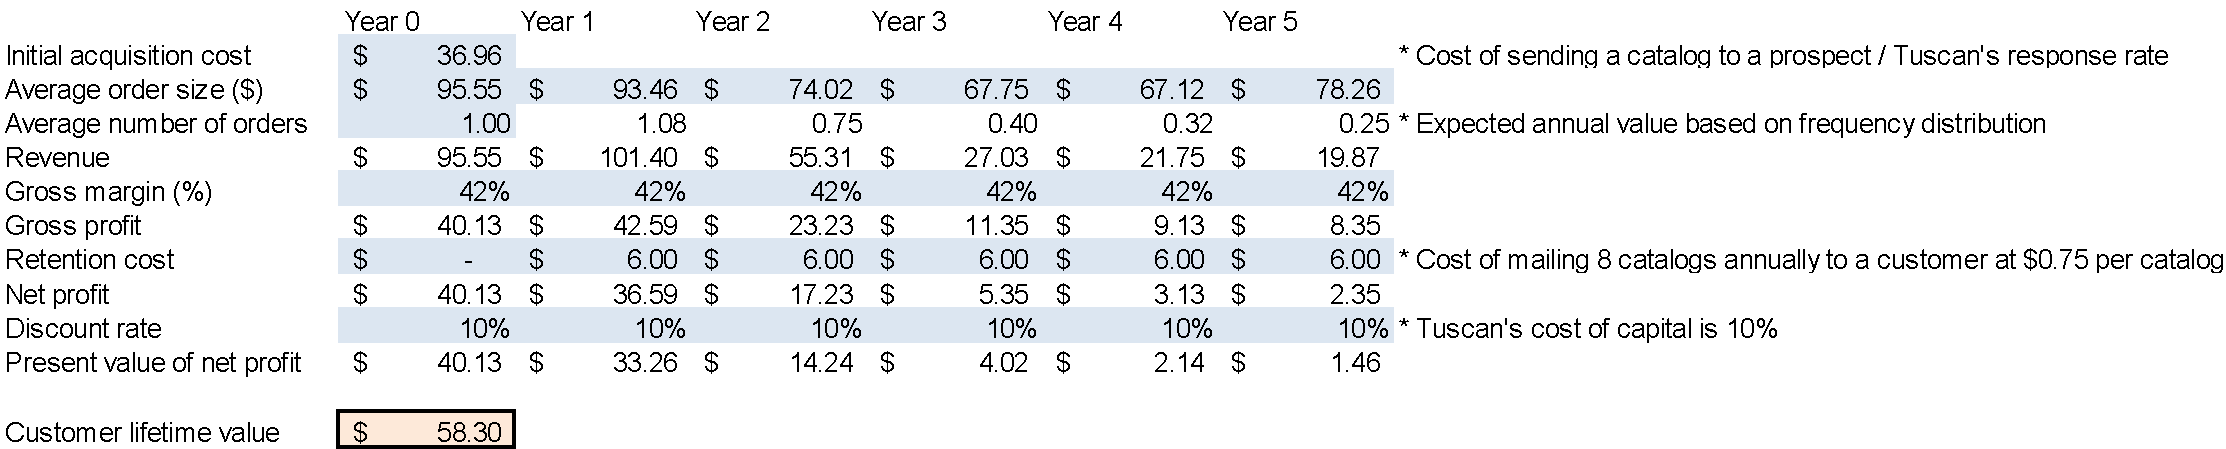 Year 0 Year 1 Year 2 Year 3 Year 4 Year 5
Initial acquisition cost $ 36.96 * Cost of sending a catalog to a prospect / Tuscan's response rate
Average order size ($) $ 95.55 $ 93.46 $ 74.02 $ 67.75 $ 67.12 $ 78.26
Average number of orders 1.00 1.08 0.75 0.40 0.32 0.25 * Expected annual value based on frequency distribution
Revenue $ 95.55 $ 101.40 $ 55.31 $ 27.03 $ 21.75 $ 19.87
Gross margin (%) 42% 42% 42% 42% 42% 42%
Gross profit $ 40.13 $ 42.59 $ 23.23 $ 11.35 $ 9.13 $ 8.35
Retention cost $ - $ 6.00 $ 6.00 $ 6.00 $ 6.00 $ 6.00 * Cost of mailing 8 catalogs annually to a customer at $0.75 per catalog
Net profit $ 40.13 $ 36.59 $ 17.23 $ 5.35 $ 3.13 $ 2.35
Discount rate 10% 10% 10% 10% 10% 10% * Tuscan's cost of capital is 10%
Present value of net profit $ 40.13 $ 33.26 $ 14.24 $ 4.02 $ 2.14 $ 1.46
Customer lifetime value $ 58.30